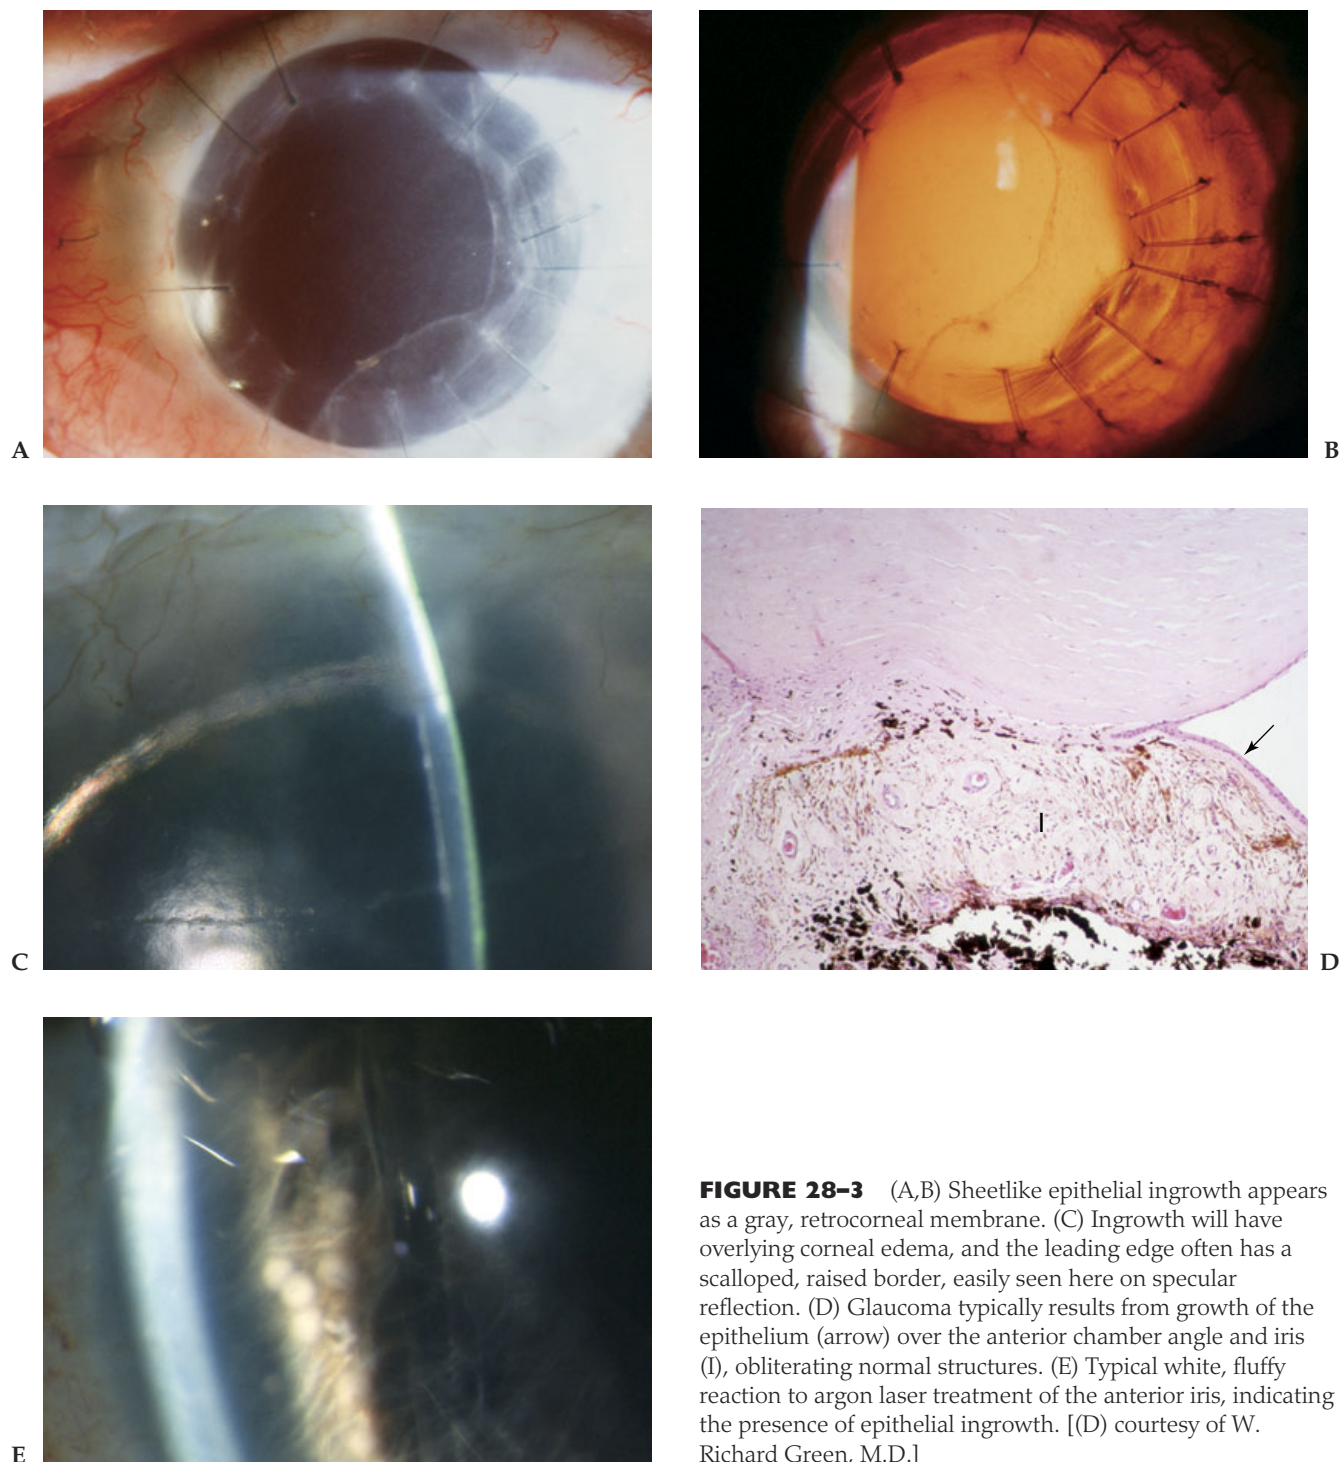 A
B
C
D
I
E
FIGURE 28–3 (A,B) Sheetlike epithelial ingrowth appears
as a gray, retrocorneal membrane. (C) Ingrowth will have
overlying corneal edema, and the leading edge often has a
scalloped, raised border, easily seen here on specular
reflection. (D) Glaucoma typically results from growth of the
epithelium (arrow) over the anterior chamber angle and iris
(I), obliterating normal structures. (E) Typical white, fluffy
reaction to argon laser treatment of the anterior iris, indicating
the presence of epithelial ingrowth. [(D) courtesy of W.
Richard Green, M.D.]